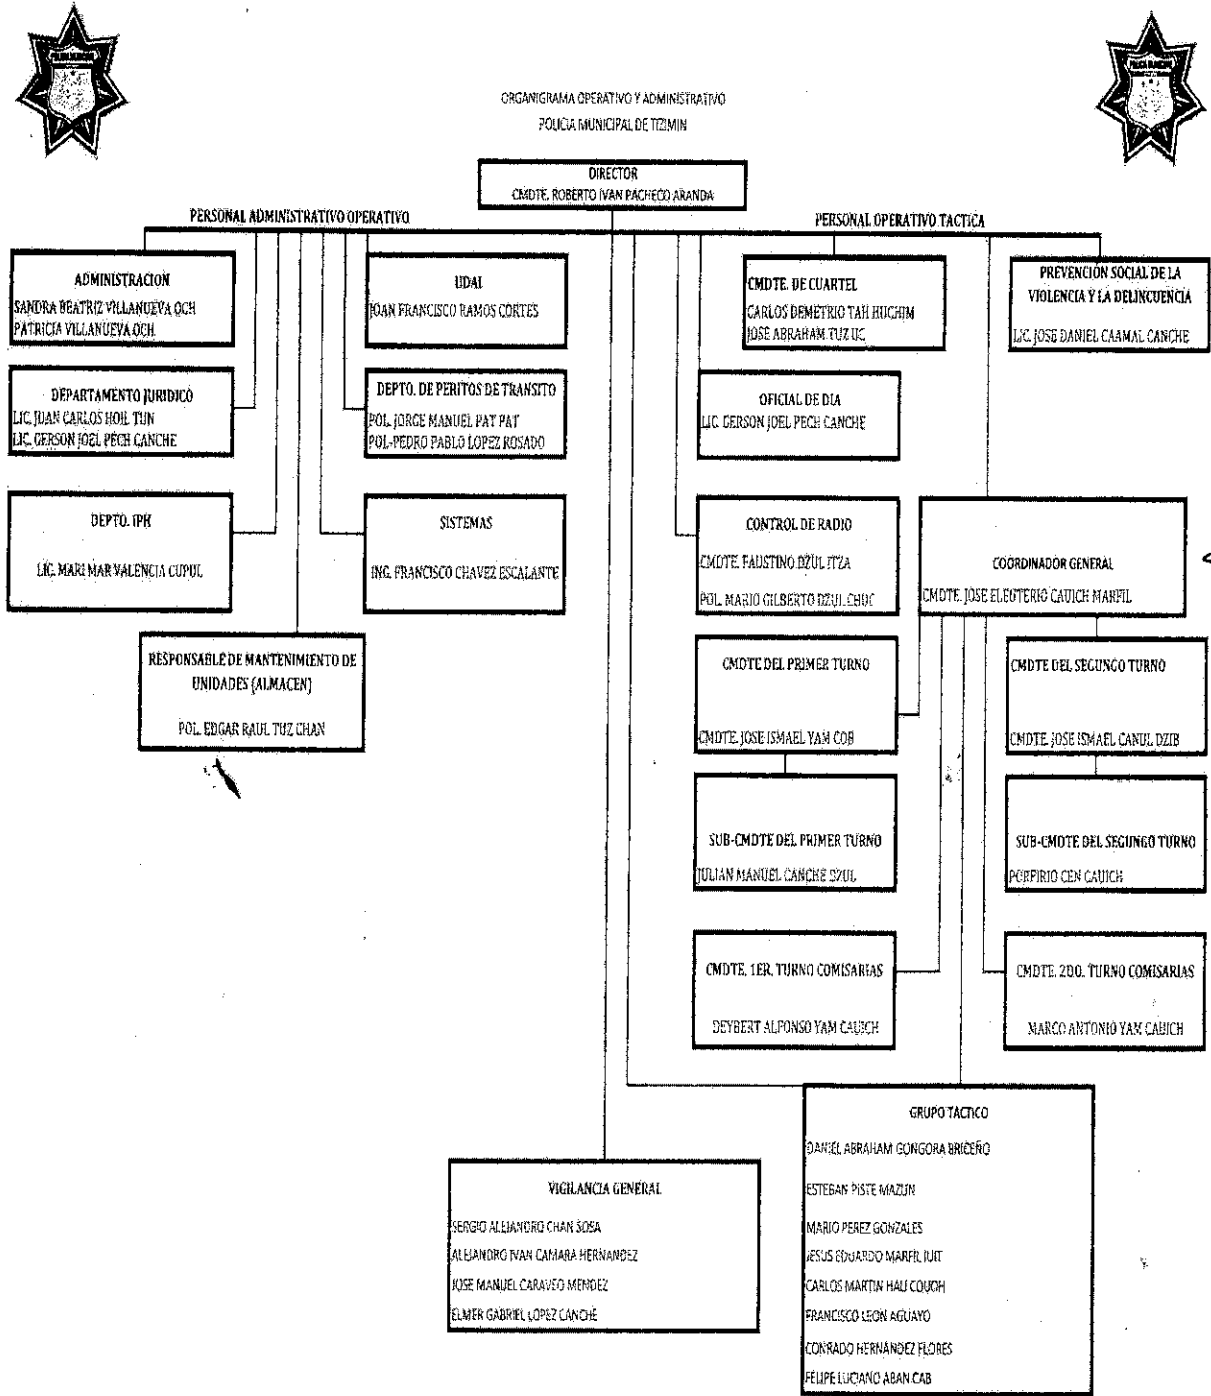 ORGANIGRAMA OPERATIVO Y ADMINISTRATIVO
POLICIA MUNICIPAL DE TIZIMIN
DIRECTOR
CMDTE. ROBERTO IVAN PACHECO ARANDA
PERSONAL ADMINISTRATIVO OPERATIVO
PERSONAL OPERATIVO TACTICA
ADMINISTRACION
SANDRA BEATRIZ VILLANUEVA OCH
PATRICIA VILLANUEVA OCH
UDAI
JOAN FRANCISCO RAMOS CORTES
CMDTE. DE CUARTEL
CARLOS DEMETRIO TAH HUCHIM
JOSE ABRAHAM TUZ UC
PREVENCIÓN SOCIAL DE LA
VIOLENCIA Y LA DELINCUENCIA
LIC. JOSE DANIEL CAAMAL CANCHE
DEPARTAMENTO JURIDICO
LIC. JUAN CARLOS HOIL TUN
LIC. GERSON JOEL PECH CANCHE
DEPTO. DE PERITOS DE TRANSITO
POL. JORGE MANUEL PAT PAT
POL-PEDRO PABLO LOPEZ ROSADO
OFICIAL DE DIA
LIC. GERSON JOEL PECH CANCHE
DEPTO. IPH
LIC. MARI MAR VALENCIA CUPUL
SISTEMAS
ING. FRANCISCO CHAVEZ ESCALANTE
CONTROL DE RADIO
CMDTE. FAUSTINO DZUL ITZA
POL. MARIO GILBERTO DZUL CHUC
COORDINADOR GENERAL
CMDTE. JOSE ELEUTERIO CAUICH MARFIL
RESPONSABLE DE MANTENIMIENTO DE
UNIDADES (ALMACEN)
POL. EDGAR RAUL TUZ CHAN
CMDTE DEL PRIMER TURNO
CMDTE. JOSE ISMAEL YAM COB
CMDTE DEL SEGUNGO TURNO
CMDTE. JOSE ISMAEL CANUL DZIB
SUB-CMDTE DEL PRIMER TURNO
JULIAN MANUEL CANCHE DZUL
SUB-CMDTE DEL SEGUNGO TURNO
PORFIRIO CEN CAUICH
CMDTE. 1ER. TURNO COMISARIAS
DEYBERT ALFONSO YAM CAUICH
CMDTE. 2DO. TURNO COMISARIAS
MARCO ANTONIO YAM CAUICH
VIGILANCIA GENERAL
SERGIO ALEJANDRO CHAN SOSA
ALEJANDRO IVAN CAMARA HERNANDEZ
JOSE MANUEL CARAVEO MENDEZ
ELMER GABRIEL LOPEZ CANCHÉ
GRUPO TACTICO
DANIEL ABRAHAM GONGORA BRICEÑO
ESTEBAN PISTE MAZUN
MARIO PEREZ GONZALES
JESUS EDUARDO MARFIL IUIT
CARLOS MARTIN HAU COUOH
FRANCISCO LEON AGUAYO
CONRADO HERNÁNDEZ FLORES
FELIPE LUCIANO ABAN CAB